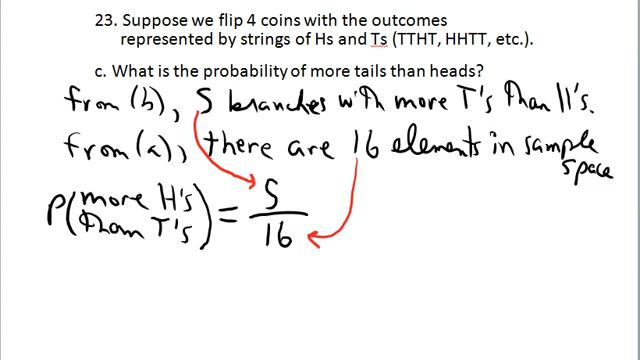 23. Suppose we flip 4 coins with the outcomes
represented by strings of Hs and Ts (TTHT, HHTT, etc.).
c. What is the probability of more tails than heads?
from (b), 5 branches with more T's than H's.
from (a), there are 16 elements in sample
space
P(more H's than T's) = 5/16